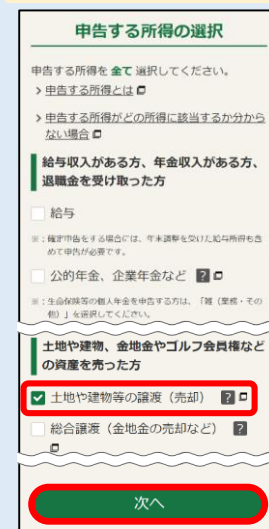 申告する所得の選択
申告する所得を 全て 選択してください。
> 申告する所得とは
> 申告する所得がどの所得に該当するか分から
ない場合
給与収入がある方、年金収入がある方、
退職金を受け取った方
給与
※：確定申告をする場合には、年末調整を受けた給与所得も含
めて申告が必要です。
公的年金、企業年金など ?
※：生命保険等の個人年金を申告する方は、「雑（業務・その
他）」を選択してください。
土地や建物、金地金やゴルフ会員権など
の資産を売った方
土地や建物等の譲渡（売却） ?
総合譲渡（金地金の売却など） ?
次へ